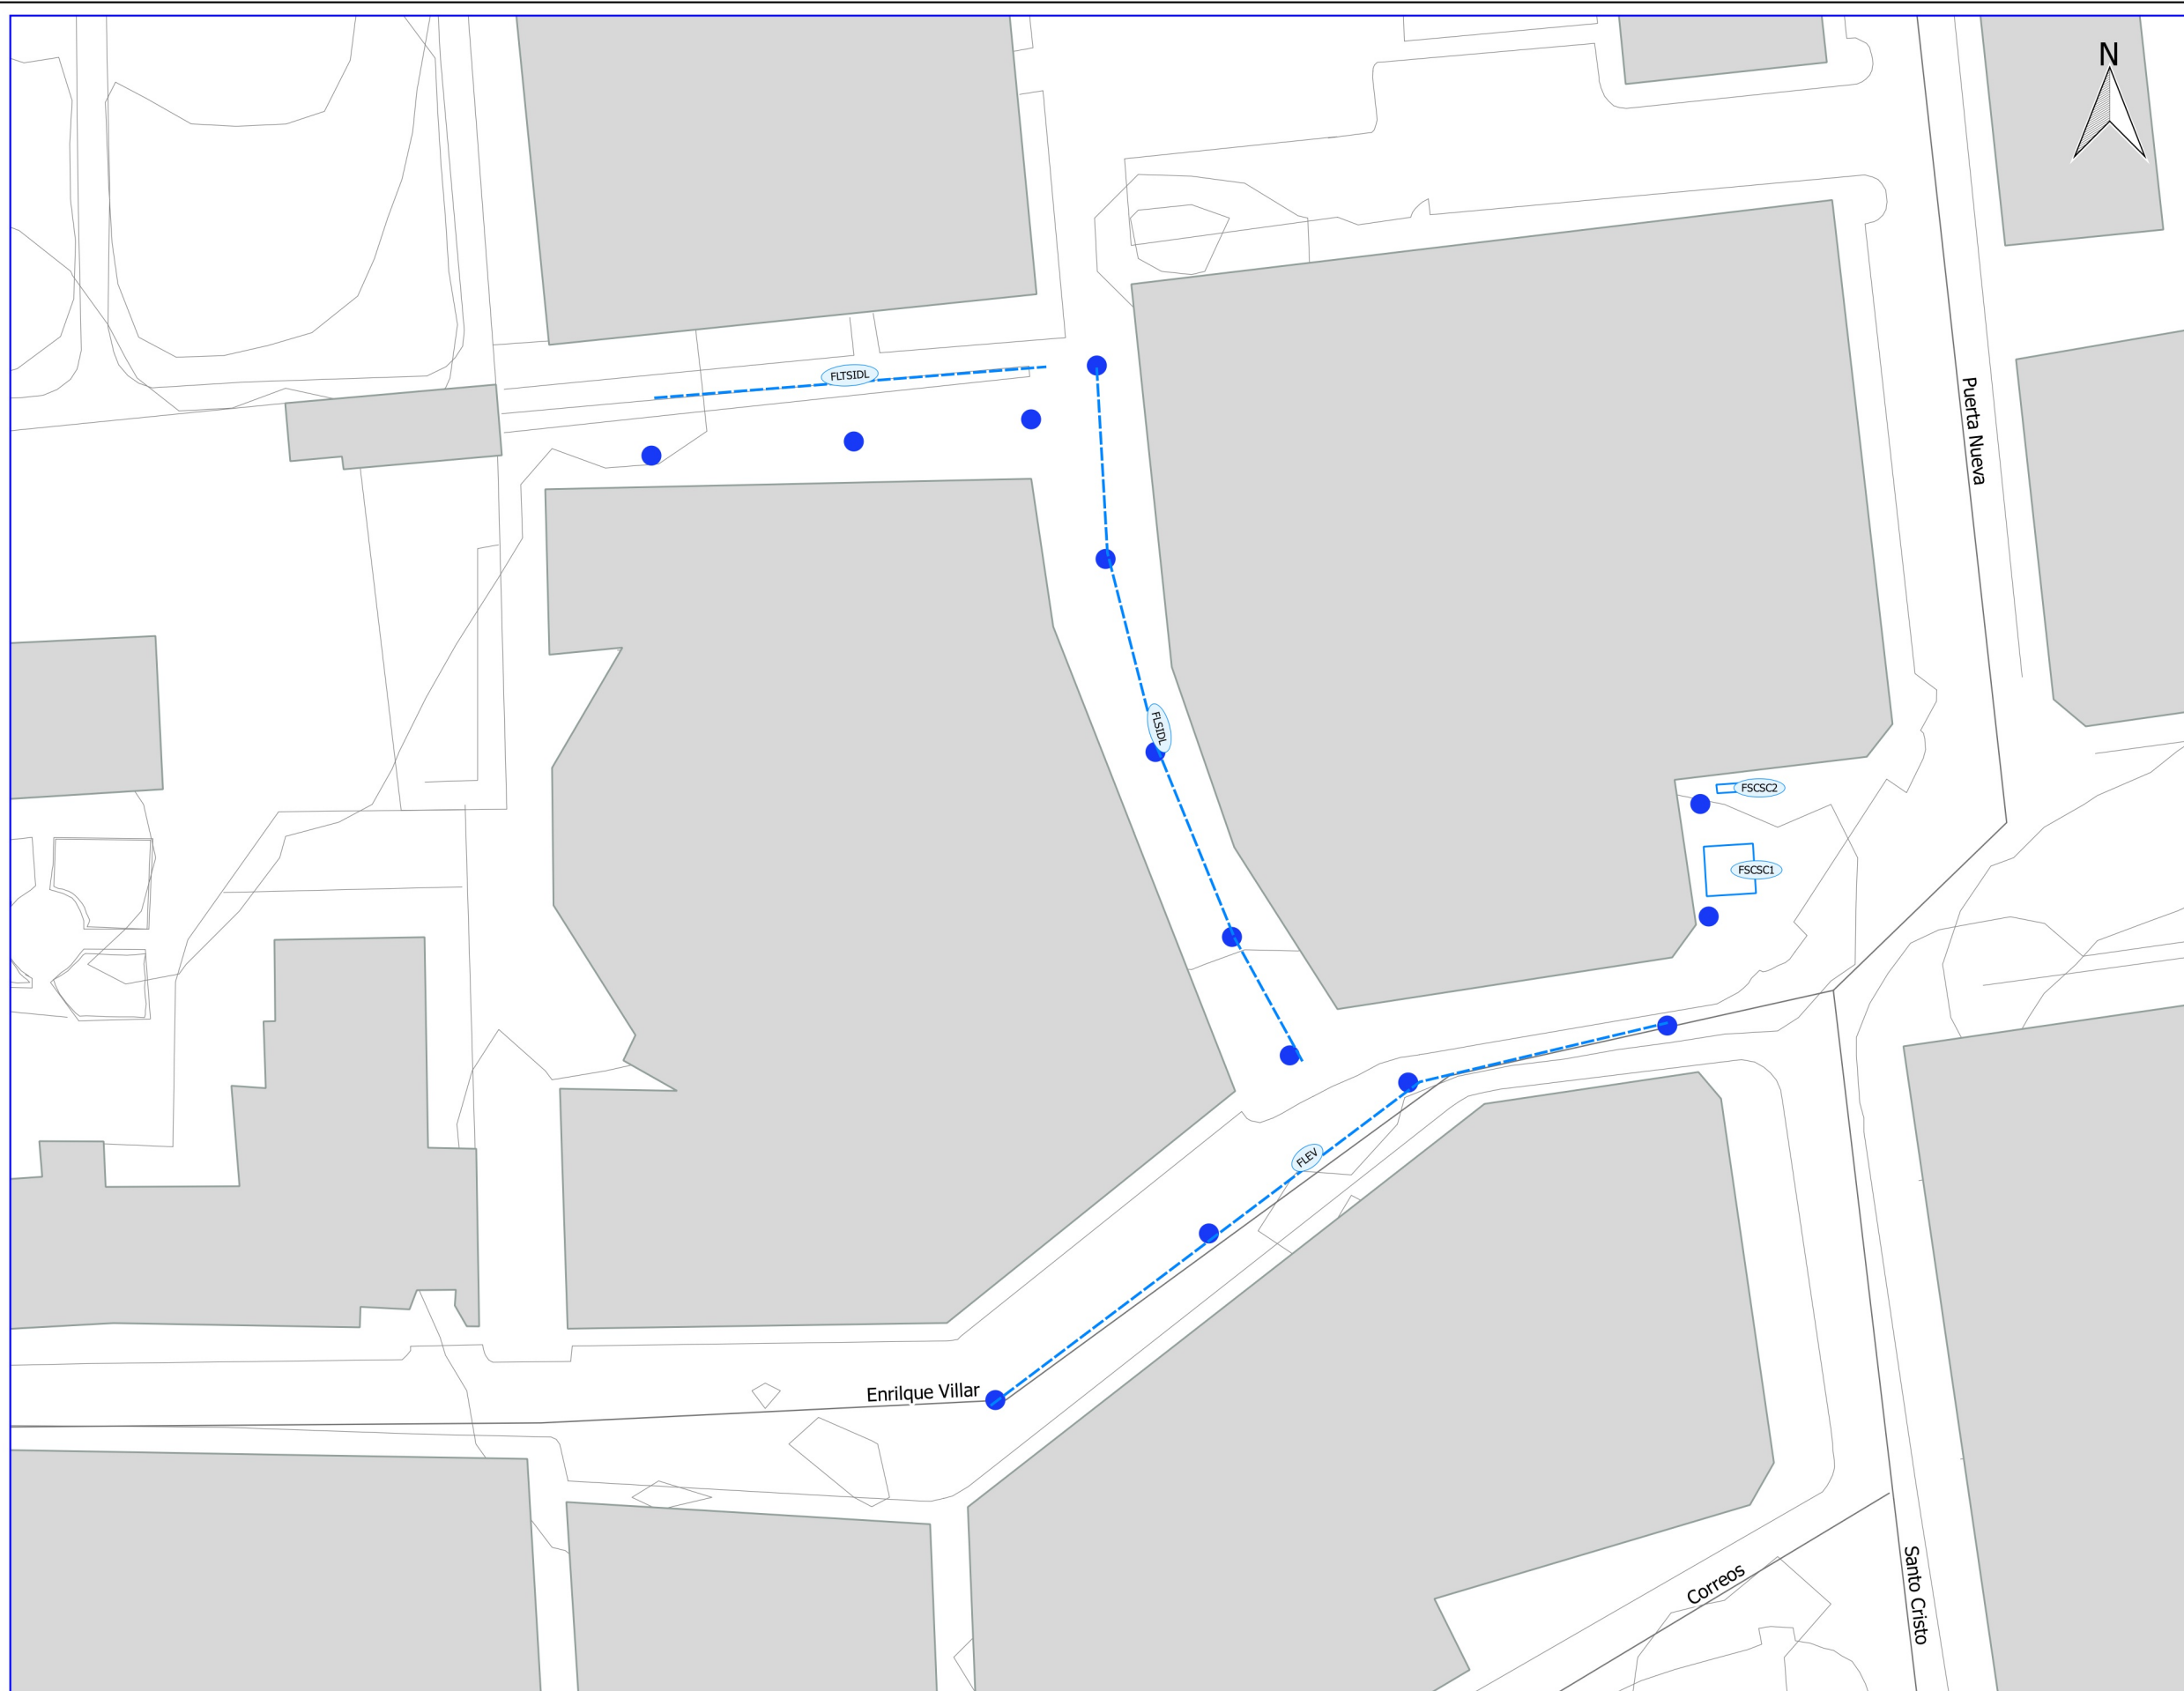 N
FLTSIDL
Puerta Nueva
FLSIDL
FSCSC2
FSCSC1
FLEV
Enrilque Villar
Correos
Santo Cristo